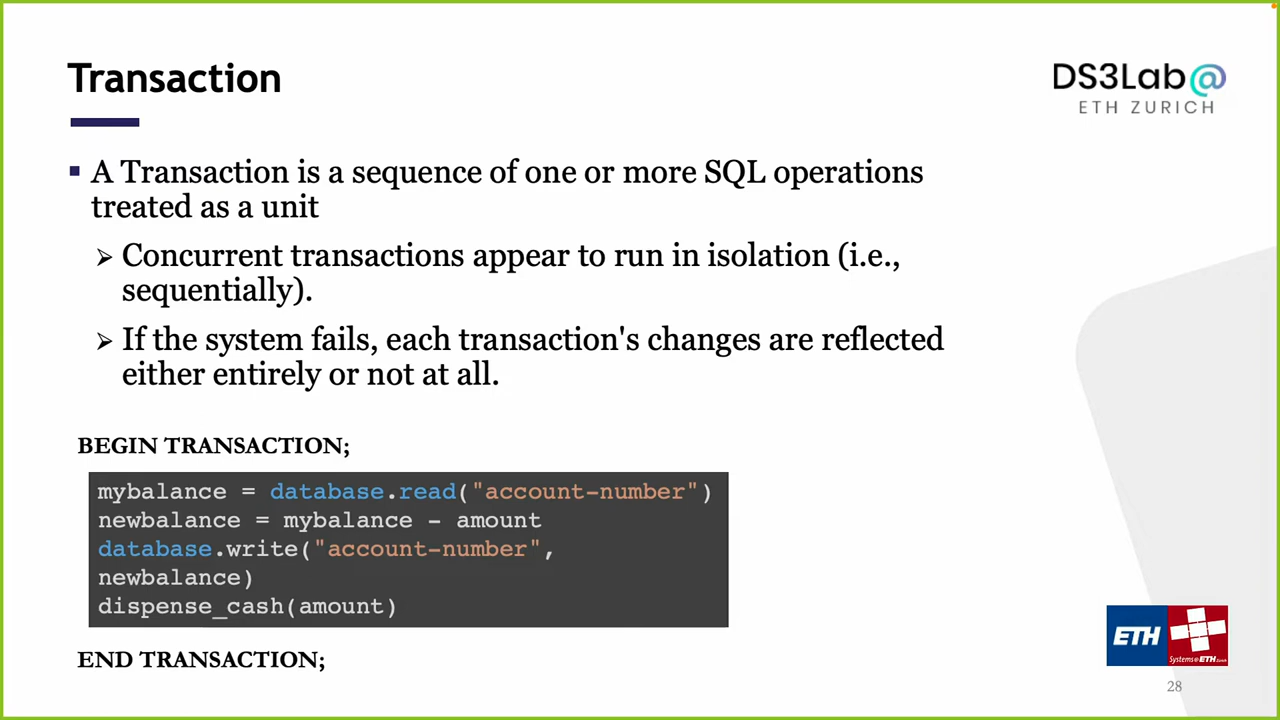 Transaction
DS3Lab@
ETH ZURICH
▪ A Transaction is a sequence of one or more SQL operations
treated as a unit
➢ Concurrent transactions appear to run in isolation (i.e.,
sequentially).
➢ If the system fails, each transaction's changes are reflected
either entirely or not at all.
BEGIN TRANSACTION;
mybalance = database.read("account-number")
newbalance = mybalance - amount
database.write("account-number",
newbalance)
dispense_cash(amount)
END TRANSACTION;
ETH
Systems@ETH Zurich
28